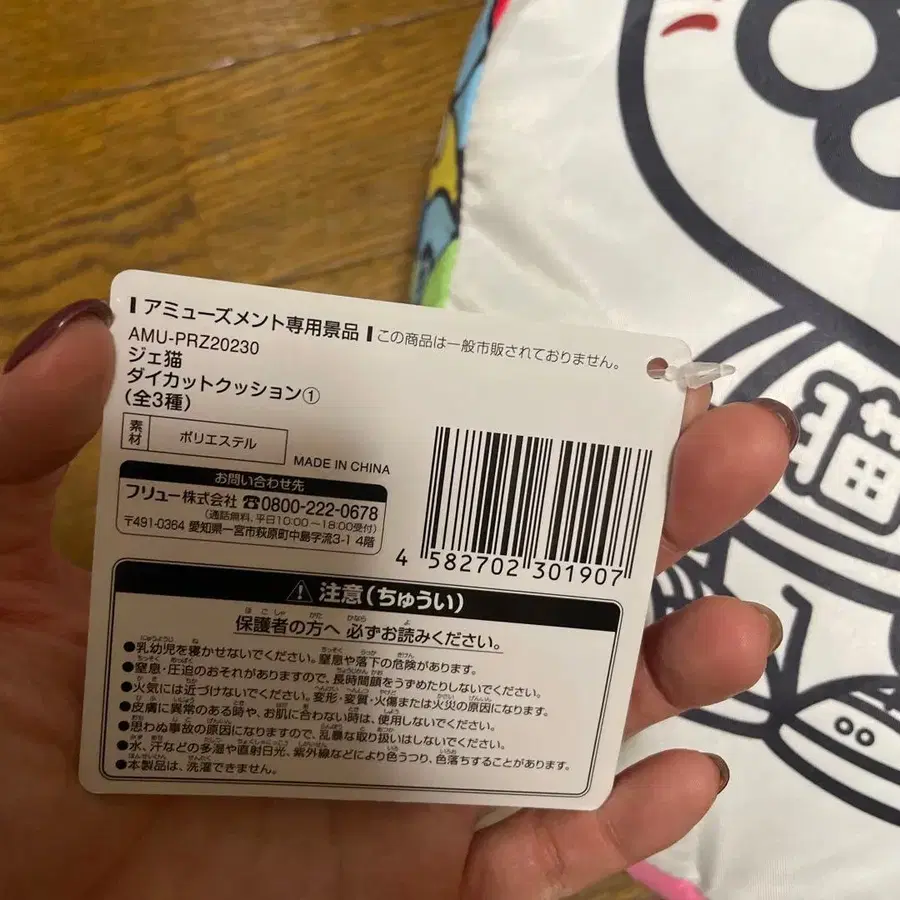 アミューズメント専用景品 この商品は一般市販されておりません。
AMU-PRZ20230
ジェ猫
ダイカットクッション①
(全3種)
素材 ポリエステル
MADE IN CHINA
お問い合わせ先
フリュー株式会社 ☎0800-222-0678
(通話無料、平日10:00～18:00受付)
〒491-0364 愛知県一宮市萩原町中島字流3-1 4階
4 582702 301907
⚠ 注意(ちゅうい)
保護者の方へ 必ずお読みください。
●乳幼児を寝かせないでください。窒息や落下の危険があります。
●窒息・圧迫のおそれがありますので、長時間顔をうずめたりしないでください。
●火気には近づけないでください。変形・変質・火傷または火災の原因になります。
●皮膚に異常のある時や、お肌に合わない時は、使用しないでください。
●思わぬ事故の原因になりますので、乱暴な取り扱いはしないでください。
●水、汗などの多湿や直射日光、紫外線などにより色うつり、色落ちすることがあります。
●本製品は、洗濯できません。
猫